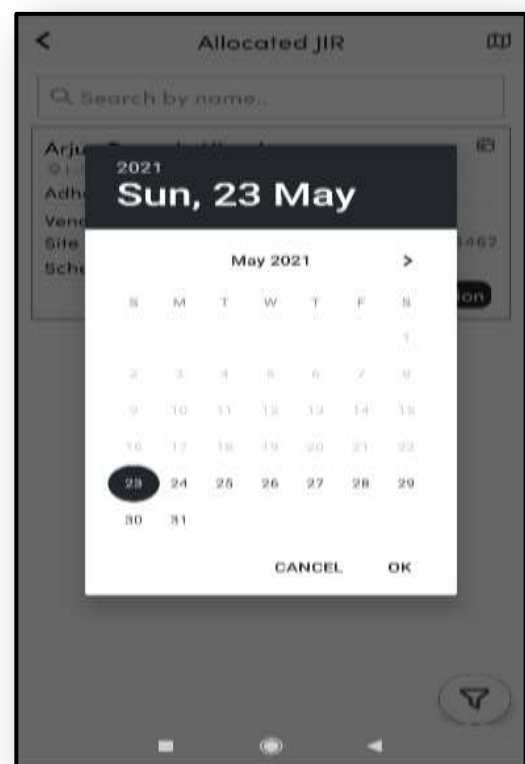 Allocated JIR
Search by name..
Arju
Adh
Vend
Site
3462
Sche
ion
2021
Sun, 23 May
May 2021 >
S M T W T F S
1
2 3 4 5 6 7 8
9 10 11 12 13 14 15
16 17 18 19 20 21 22
23 24 25 26 27 28 29
30 31
CANCEL OK